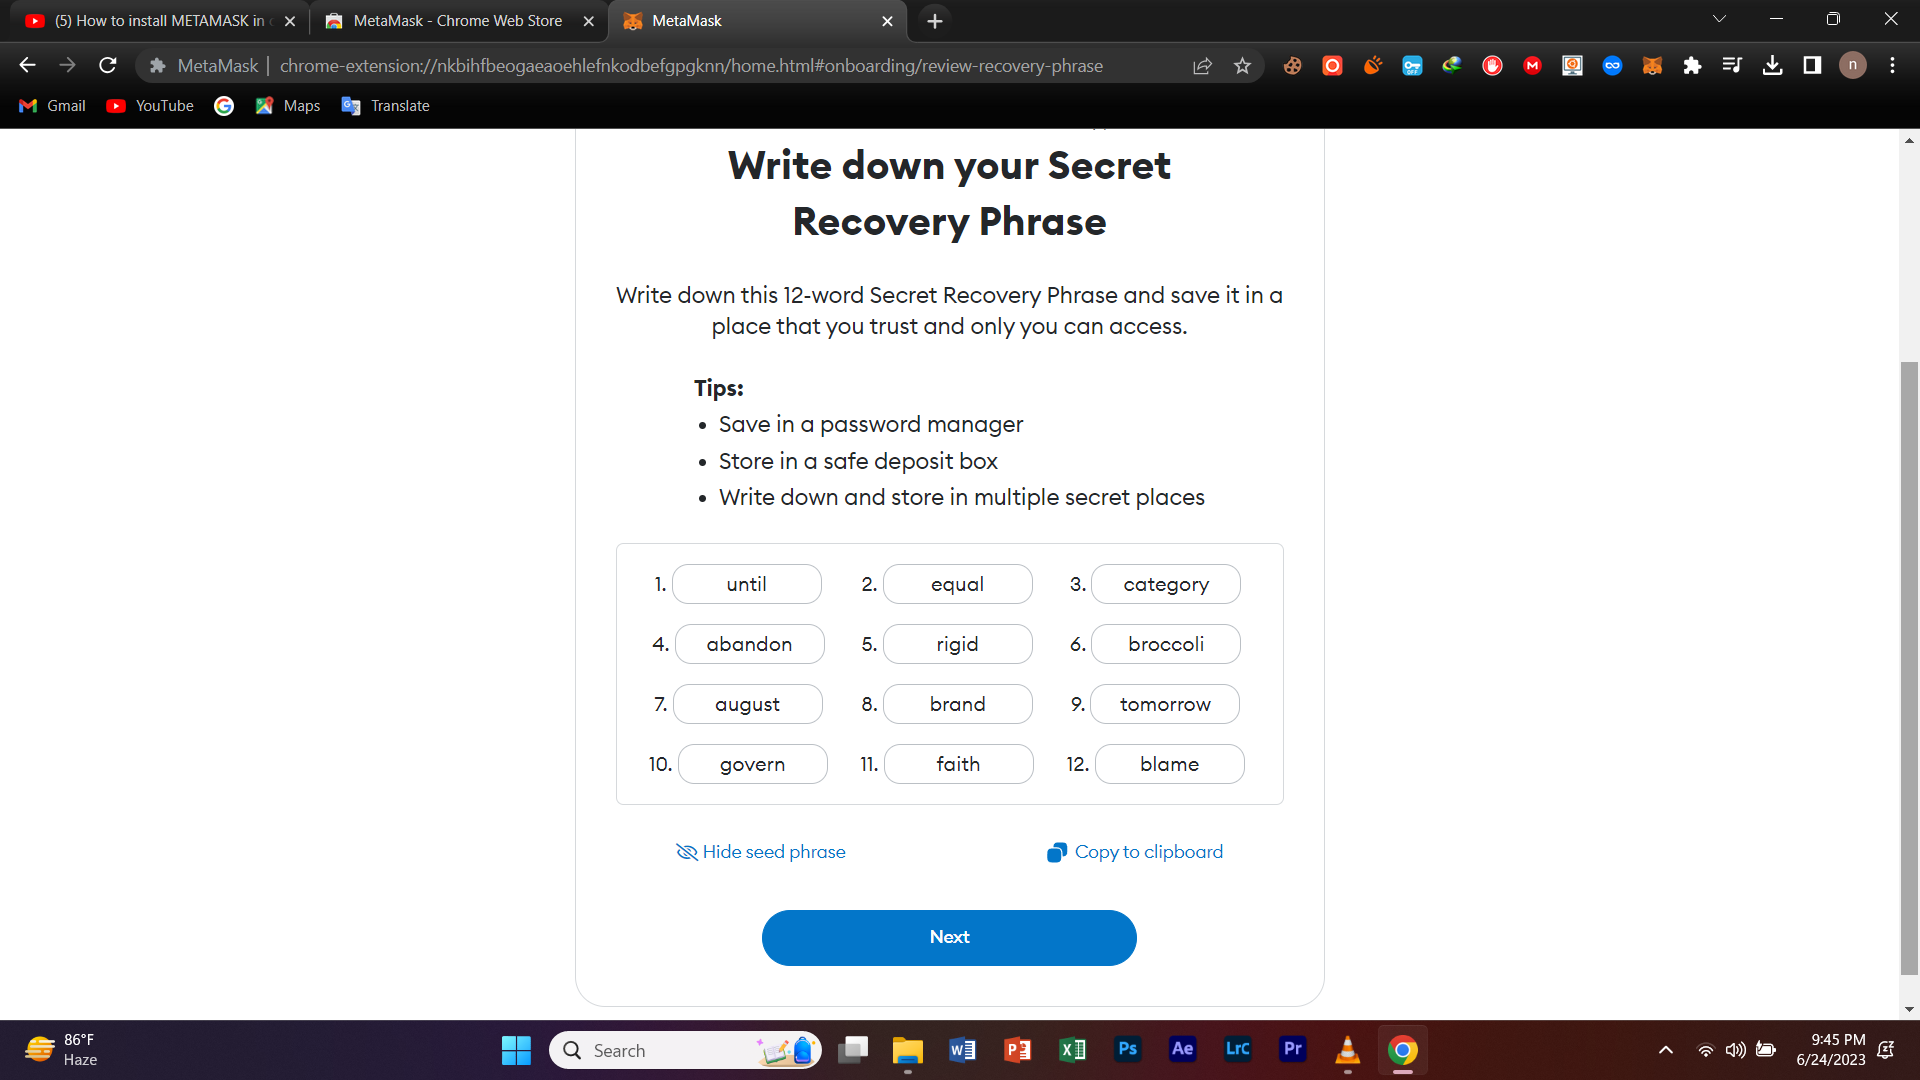 (5) How to install METAMASK in c
MetaMask - Chrome Web Store
MetaMask
MetaMask | chrome-extension://nkbihfbeogaeaoehlefnkodbefgpgknn/home.html#onboarding/review-recovery-phrase
OFF
n
Gmail YouTube Maps Translate
Write down your Secret
Recovery Phrase
Write down this 12-word Secret Recovery Phrase and save it in a
place that you trust and only you can access.
Tips:
• Save in a password manager
• Store in a safe deposit box
• Write down and store in multiple secret places
1. until 2. equal 3. category
4. abandon 5. rigid 6. broccoli
7. august 8. brand 9. tomorrow
10. govern 11. faith 12. blame
Hide seed phrase Copy to clipboard
Next
86°F
Haze
Search
Ps Ae LrC Pr
9:45 PM
6/24/2023